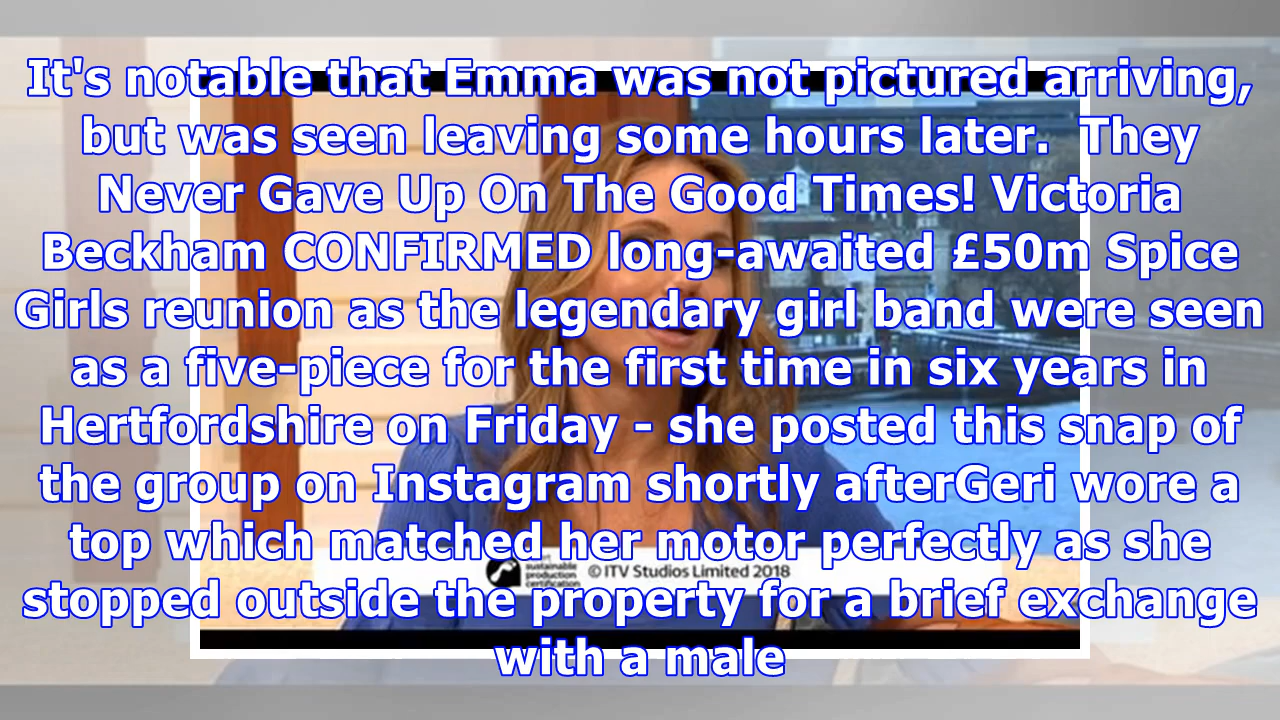 It's notable that Emma was not pictured arriving,
but was seen leaving some hours later.  They
Never Gave Up On The Good Times! Victoria
Beckham CONFIRMED long-awaited £50m Spice
Girls reunion as the legendary girl band were seen
as a five-piece for the first time in six years in
Hertfordshire on Friday - she posted this snap of
the group on Instagram shortly afterGeri wore a
top which matched her motor perfectly as she
sustainable
production
certification
© ITV Studios Limited 2018
stopped outside the property for a brief exchange
with a male